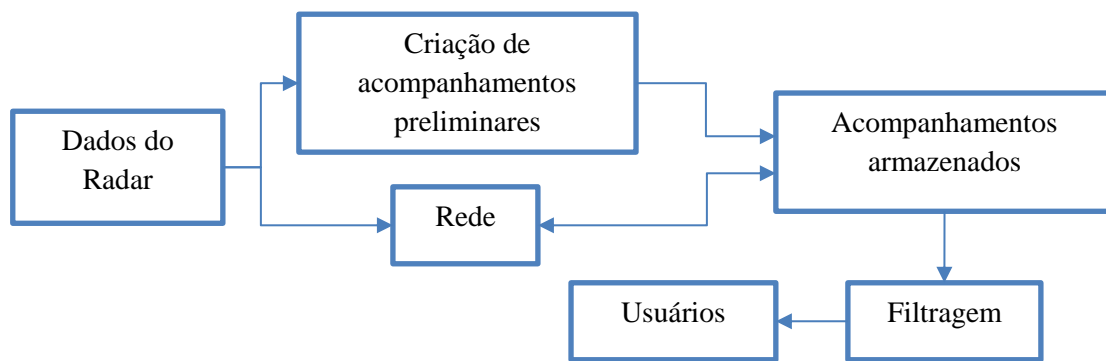 Criação de
acompanhamentos
preliminares
Dados do
Radar
Acompanhamentos
armazenados
Rede
Usuários
Filtragem